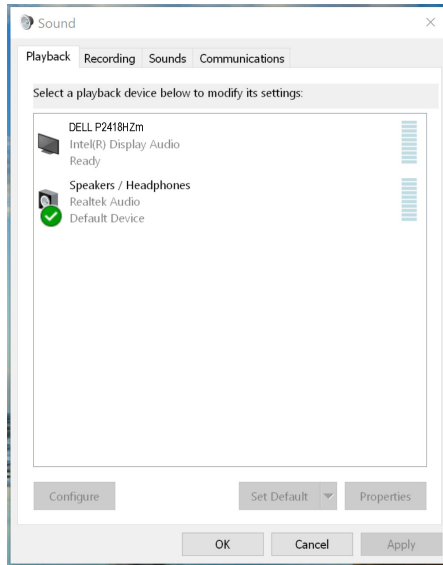 Sound
Playback Recording Sounds Communications
Select a playback device below to modify its settings:
DELL P2418HZm
Intel(R) Display Audio
Ready
Speakers / Headphones
Realtek Audio
Default Device
Configure Set Default Properties
OK Cancel Apply